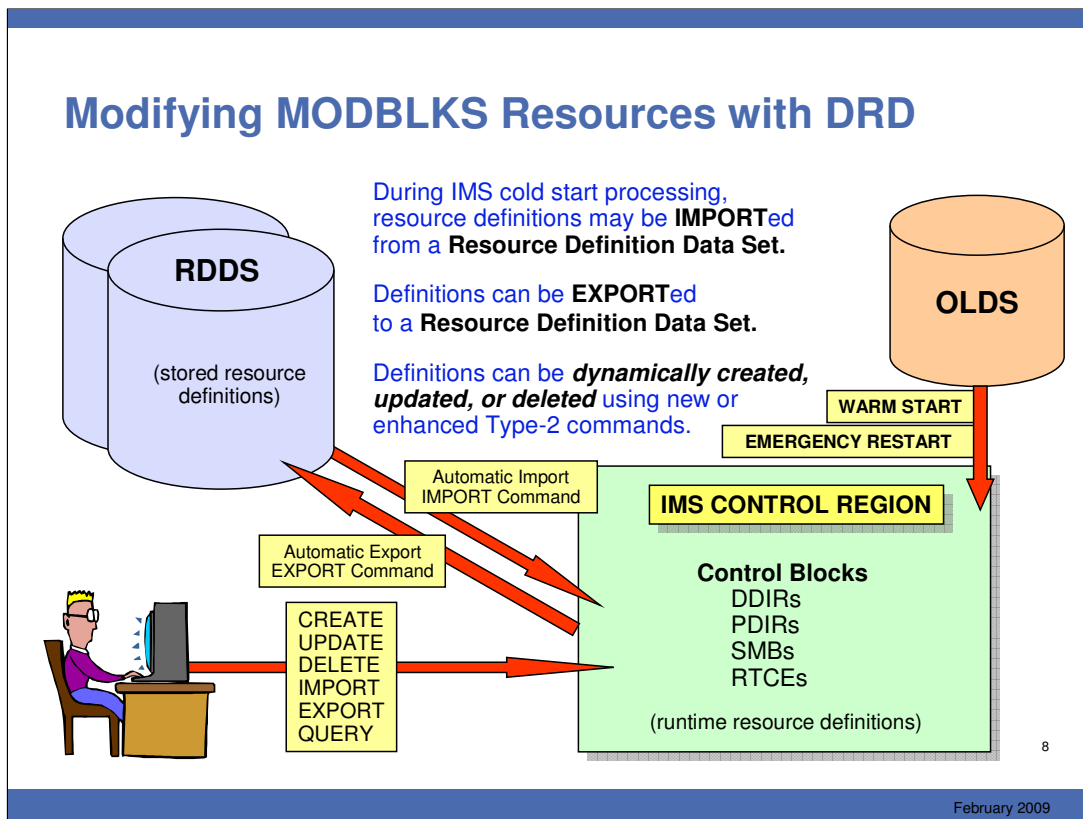 Modifying MODBLKS Resources with DRD
During IMS cold start processing,
resource definitions may be IMPORTed
from a Resource Definition Data Set.
Definitions can be EXPORTed
to a Resource Definition Data Set.
Definitions can be dynamically created,
updated, or deleted using new or
enhanced Type-2 commands.
RDDS
(stored resource
definitions)
OLDS
WARM START
EMERGENCY RESTART
Automatic Import
IMPORT Command
Automatic Export
EXPORT Command
IMS CONTROL REGION
Control Blocks
DDIRs
PDIRs
SMBs
RTCEs
(runtime resource definitions)
CREATE
UPDATE
DELETE
IMPORT
EXPORT
QUERY
8
February 2009